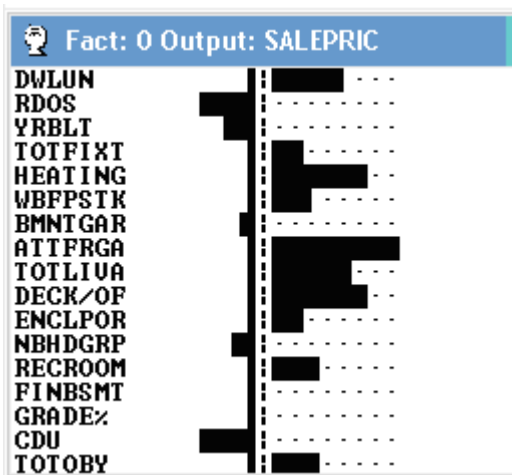 Fact: 0 Output: SALEPRIC
DWLUN
RDOS
YRBLT
TOTFIXT
HEATING
WBFPSTK
BMNTGAR
ATTFRGA
TOTLIVA
DECK/OF
ENCLPOR
NBHDGRP
RECROOM
FINBSMT
GRADE%
CDU
TOTOBY